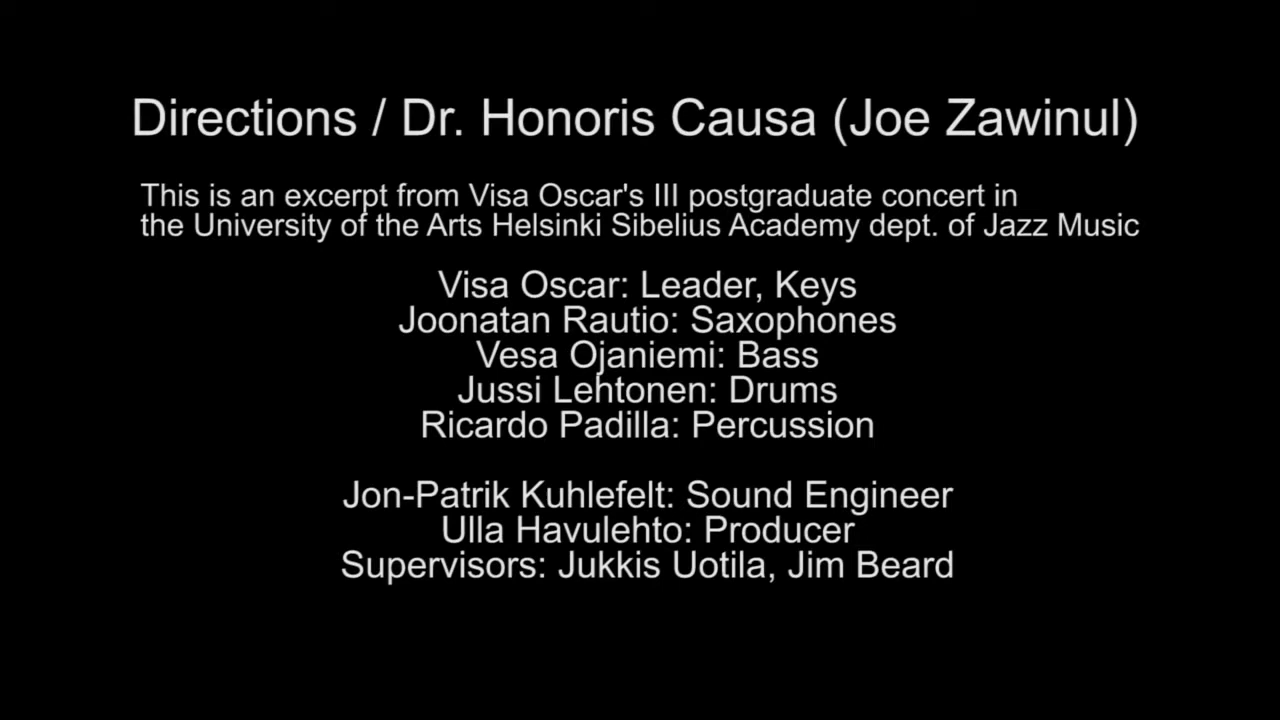 Directions / Dr. Honoris Causa (Joe Zawinul)
This is an excerpt from Visa Oscar's III postgraduate concert in
the University of the Arts Helsinki Sibelius Academy dept. of Jazz Music
Visa Oscar: Leader, Keys
Joonatan Rautio: Saxophones
Vesa Ojaniemi: Bass
Jussi Lehtonen: Drums
Ricardo Padilla: Percussion
Jon-Patrik Kuhlefelt: Sound Engineer
Ulla Havulehto: Producer
Supervisors: Jukkis Uotila, Jim Beard